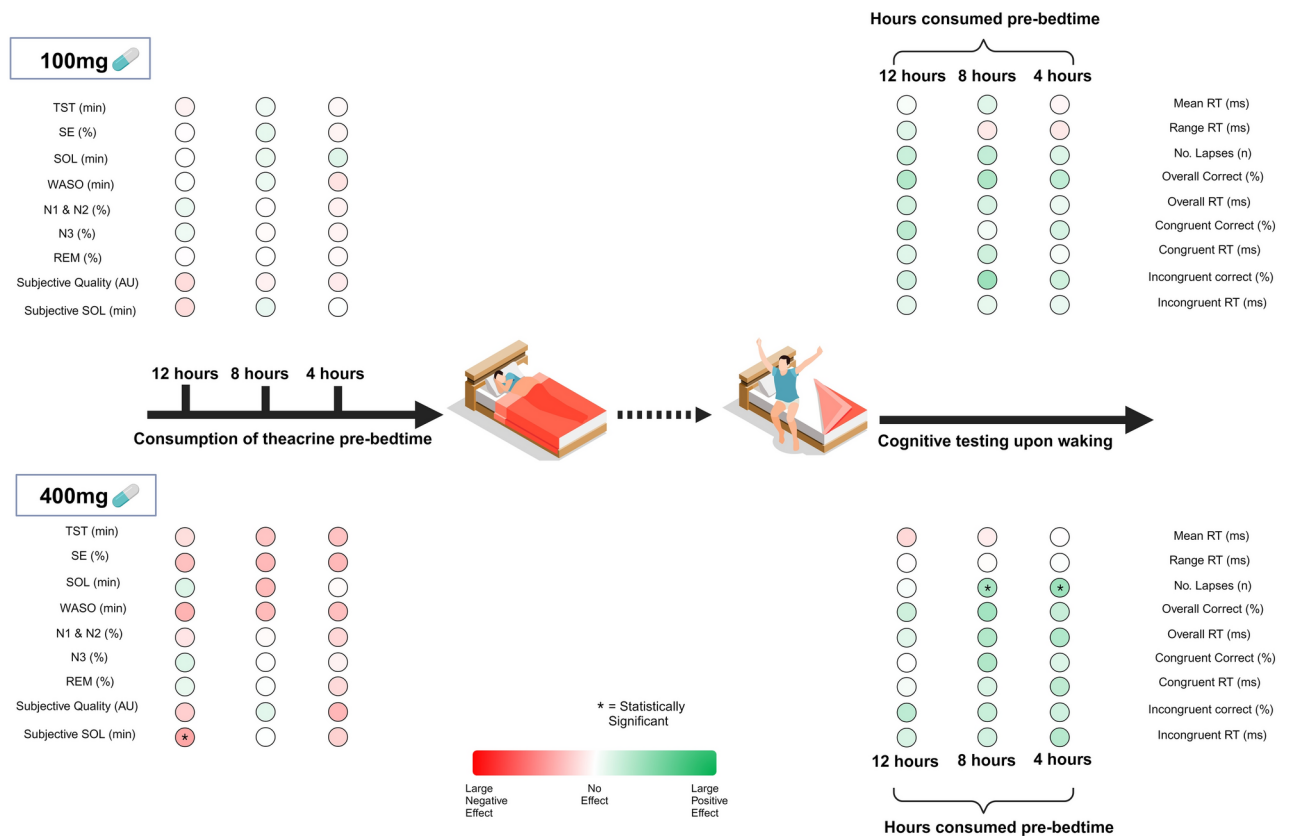 Hours consumed pre-bedtime
100mg
12 hours 8 hours 4 hours
TST (min)
SE (%)
SOL (min)
WASO (min)
N1 & N2 (%)
N3 (%)
REM (%)
Subjective Quality (AU)
Subjective SOL (min)
Mean RT (ms)
Range RT (ms)
No. Lapses (n)
Overall Correct (%)
Overall RT (ms)
Congruent Correct (%)
Congruent RT (ms)
Incongruent correct (%)
Incongruent RT (ms)
12 hours 8 hours 4 hours
Consumption of theacrine pre-bedtime
Cognitive testing upon waking
400mg
TST (min)
SE (%)
SOL (min)
WASO (min)
N1 & N2 (%)
N3 (%)
REM (%)
Subjective Quality (AU)
Subjective SOL (min)
*
* = Statistically
Significant
Large
Negative
Effect
No
Effect
Large
Positive
Effect
Mean RT (ms)
Range RT (ms)
* * No. Lapses (n)
Overall Correct (%)
Overall RT (ms)
Congruent Correct (%)
Congruent RT (ms)
Incongruent correct (%)
Incongruent RT (ms)
12 hours 8 hours 4 hours
Hours consumed pre-bedtime